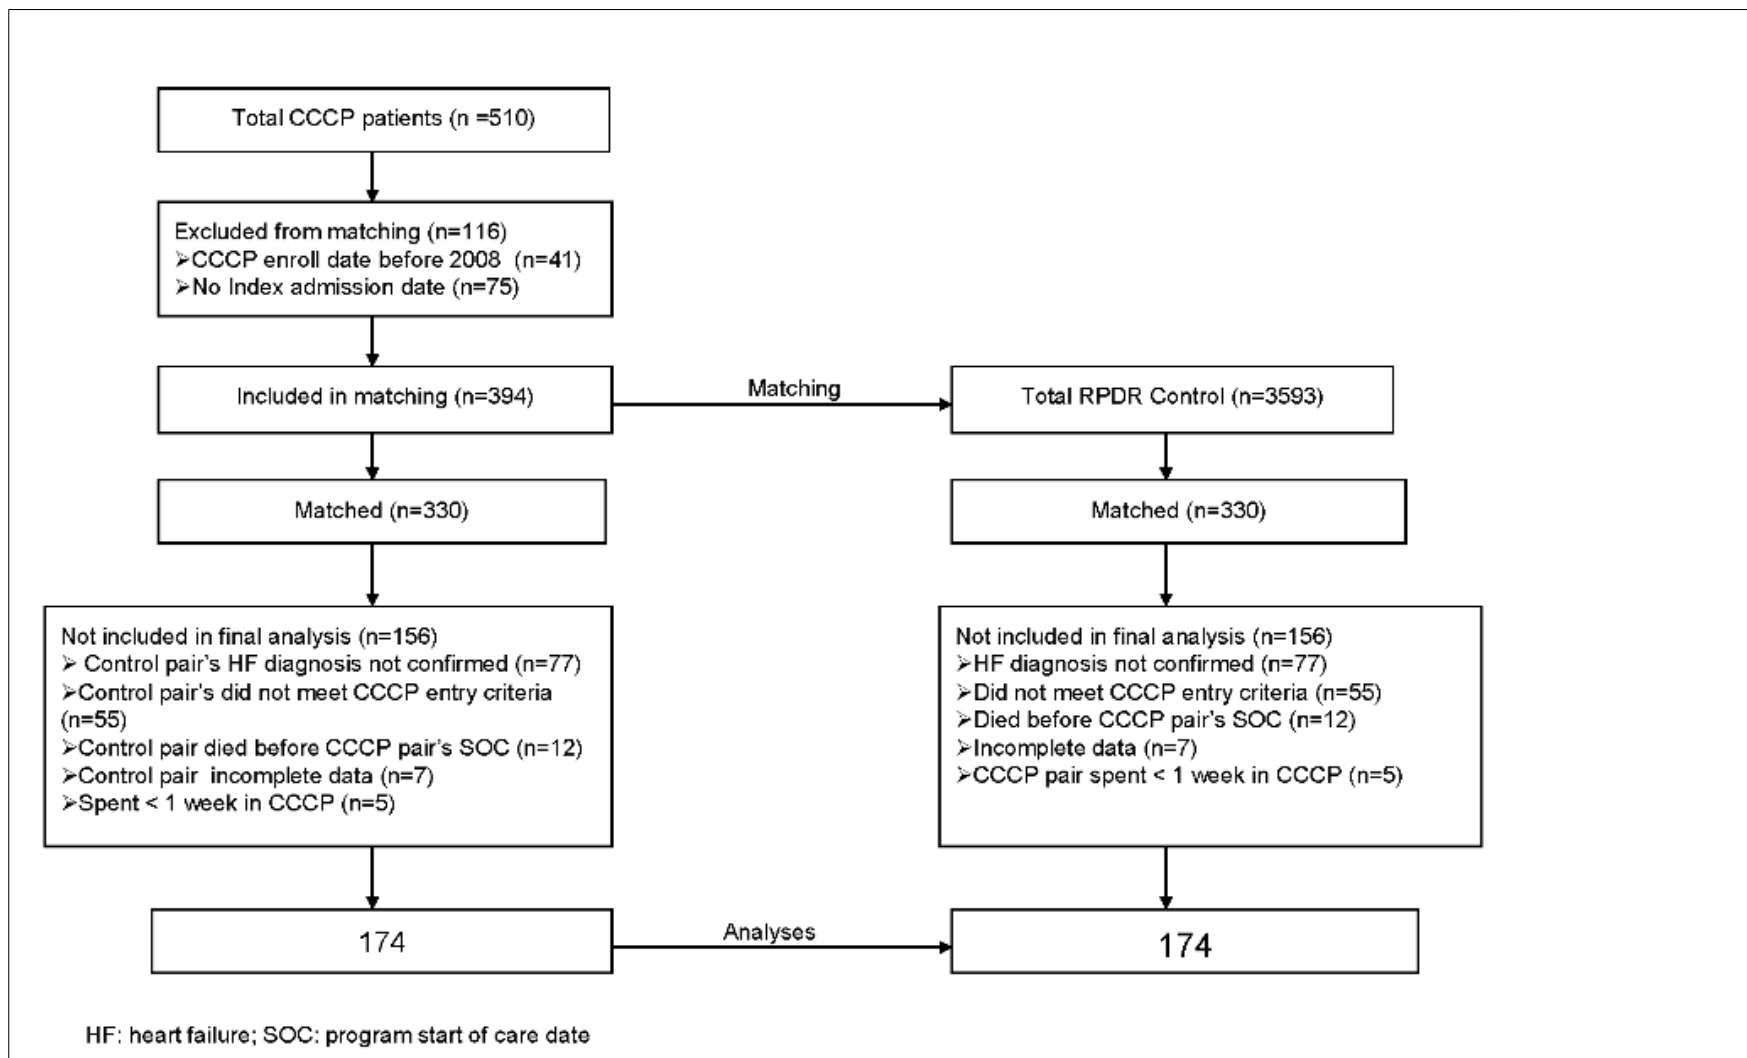 Total CCCP patients (n =510)
Excluded from matching (n=116)
➢CCCP enroll date before 2008 (n=41)
➢No Index admission date (n=75)
Included in matching (n=394)
Matching
Total RPDR Control (n=3593)
Matched (n=330)
Matched (n=330)
Not included in final analysis (n=156)
➢ Control pair's HF diagnosis not confirmed (n=77)
➢Control pair's did not meet CCCP entry criteria
(n=55)
➢Control pair died before CCCP pair's SOC (n=12)
➢Control pair incomplete data (n=7)
➢Spent < 1 week in CCCP (n=5)
Not included in final analysis (n=156)
➢HF diagnosis not confirmed (n=77)
➢Did not meet CCCP entry criteria (n=55)
➢Died before CCCP pair's SOC (n=12)
➢Incomplete data (n=7)
➢CCCP pair spent < 1 week in CCCP (n=5)
174
Analyses
174
HF: heart failure; SOC: program start of care date